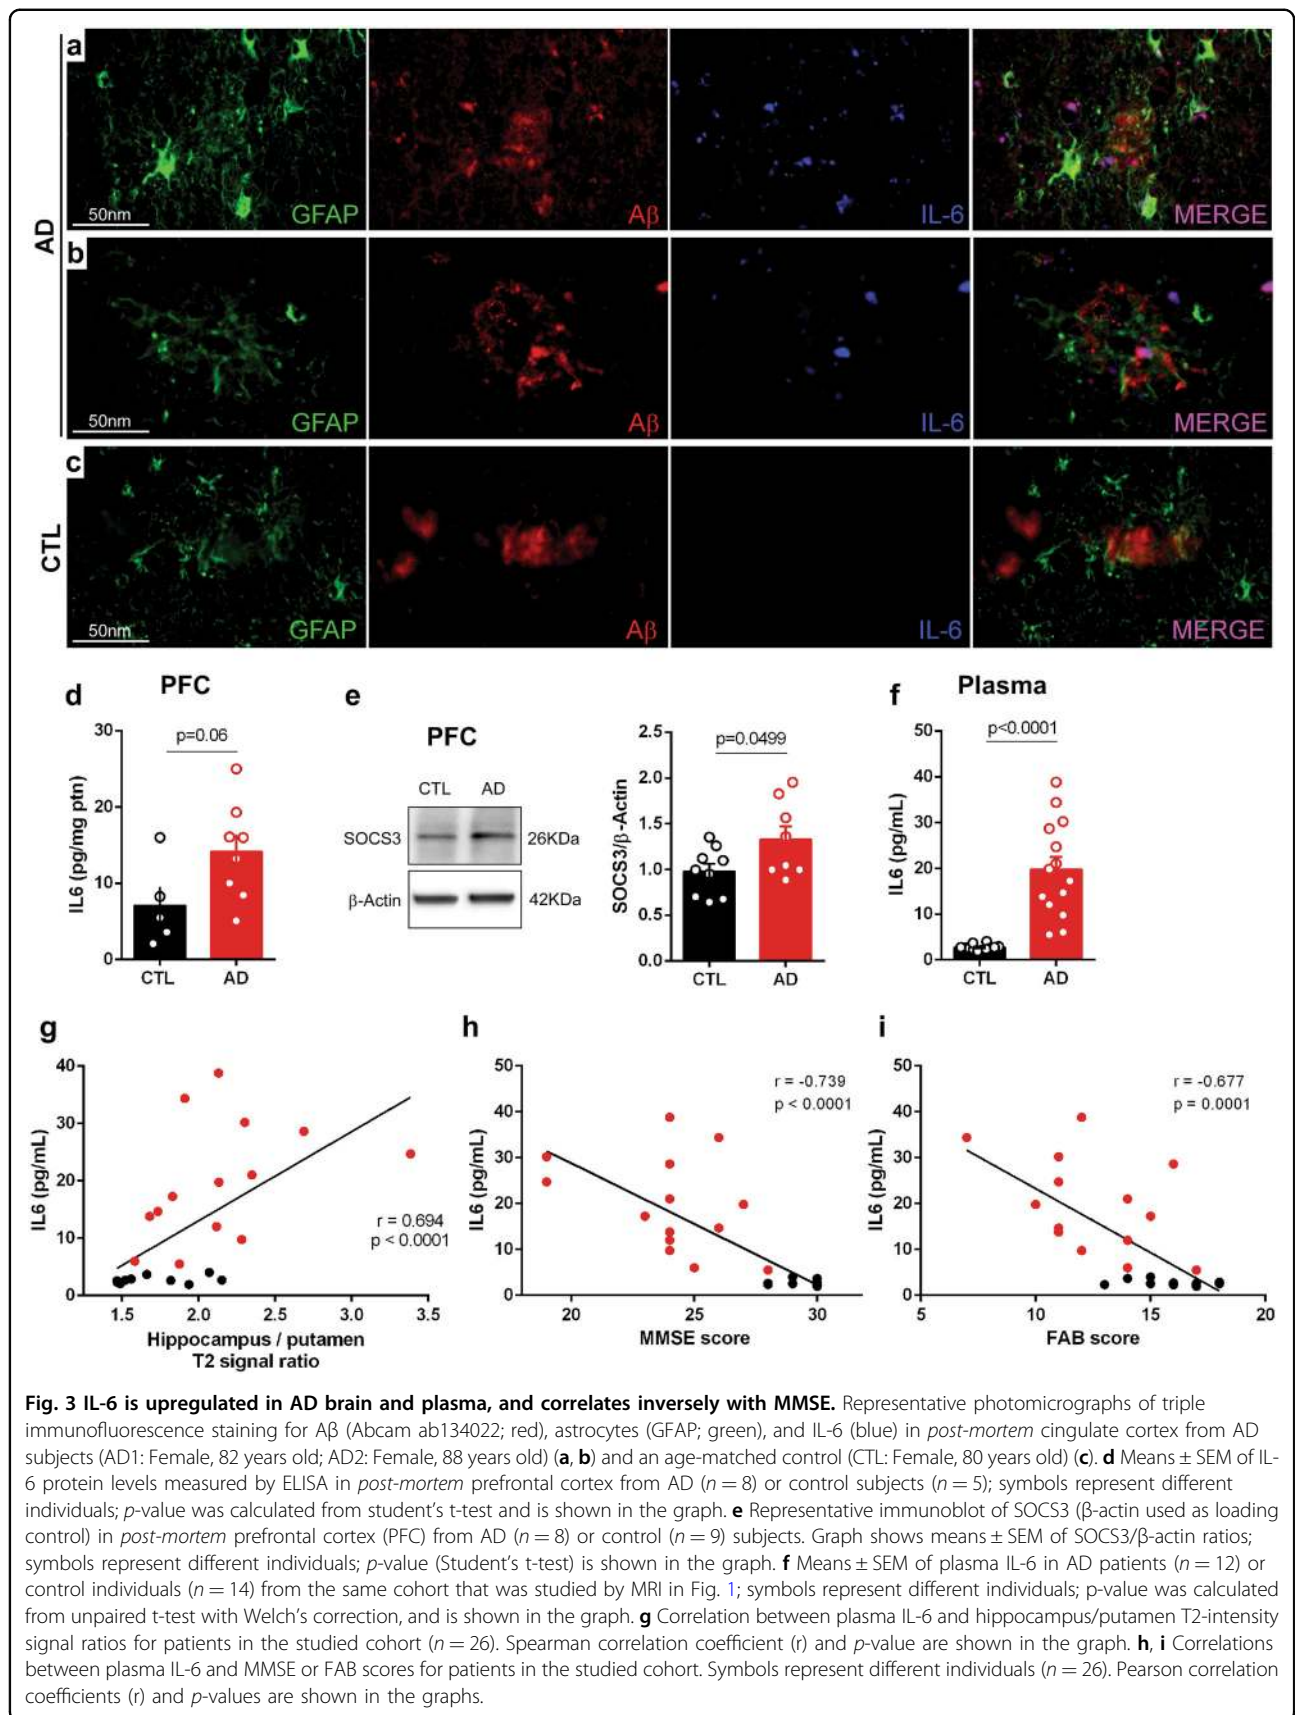 a
GFAP
Aβ
IL-6
MERGE
50nm
AD
b
GFAP
Aβ
IL-6
MERGE
50nm
c
CTL
GFAP
Aβ
IL-6
MERGE
50nm
d
PFC
IL6 (pg/mg ptn)
30
20
10
0
p=0.06
CTL
AD
e
PFC
CTL
AD
SOCS3
26KDa
β-Actin
42KDa
SOCS3/β-Actin
2.5
2.0
1.5
1.0
0.5
0.0
p=0.0499
CTL
AD
f
Plasma
IL6 (pg/mL)
50
40
30
20
10
0
p<0.0001
CTL
AD
g
IL6 (pg/mL)
40
30
20
10
0
r = 0.694
p < 0.0001
1.5
2.0
2.5
3.0
3.5
Hippocampus / putamen
T2 signal ratio
h
IL6 (pg/mL)
50
40
30
20
10
0
r = -0.739
p < 0.0001
20
25
30
MMSE score
i
IL6 (pg/mL)
50
40
30
20
10
0
r = -0.677
p = 0.0001
5
10
15
20
FAB score
Fig. 3 IL-6 is upregulated in AD brain and plasma, and correlates inversely with MMSE. Representative photomicrographs of triple
immunofluorescence staining for Aβ (Abcam ab134022; red), astrocytes (GFAP; green), and IL-6 (blue) in post-mortem cingulate cortex from AD
subjects (AD1: Female, 82 years old; AD2: Female, 88 years old) (a, b) and an age-matched control (CTL: Female, 80 years old) (c). d Means ± SEM of IL-
6 protein levels measured by ELISA in post-mortem prefrontal cortex from AD (n = 8) or control subjects (n = 5); symbols represent different
individuals; p-value was calculated from student's t-test and is shown in the graph. e Representative immunoblot of SOCS3 (β-actin used as loading
control) in post-mortem prefrontal cortex (PFC) from AD (n = 8) or control (n = 9) subjects. Graph shows means ± SEM of SOCS3/β-actin ratios;
symbols represent different individuals; p-value (Student's t-test) is shown in the graph. f Means ± SEM of plasma IL-6 in AD patients (n = 12) or
control individuals (n = 14) from the same cohort that was studied by MRI in Fig. 1; symbols represent different individuals; p-value was calculated
from unpaired t-test with Welch's correction, and is shown in the graph. g Correlation between plasma IL-6 and hippocampus/putamen T2-intensity
signal ratios for patients in the studied cohort (n = 26). Spearman correlation coefficient (r) and p-value are shown in the graph. h, i Correlations
between plasma IL-6 and MMSE or FAB scores for patients in the studied cohort. Symbols represent different individuals (n = 26). Pearson correlation
coefficients (r) and p-values are shown in the graphs.